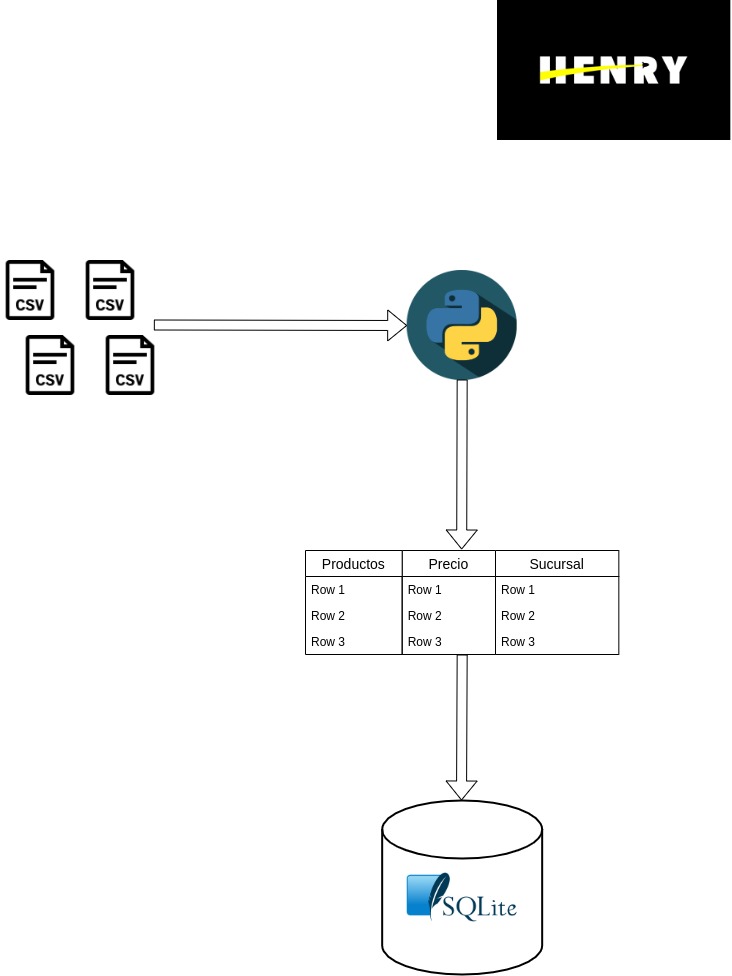 HENRY
CSV
CSV
CSV
CSV
Productos Precio Sucursal
Row 1 Row 1 Row 1
Row 2 Row 2 Row 2
Row 3 Row 3 Row 3
SQLite